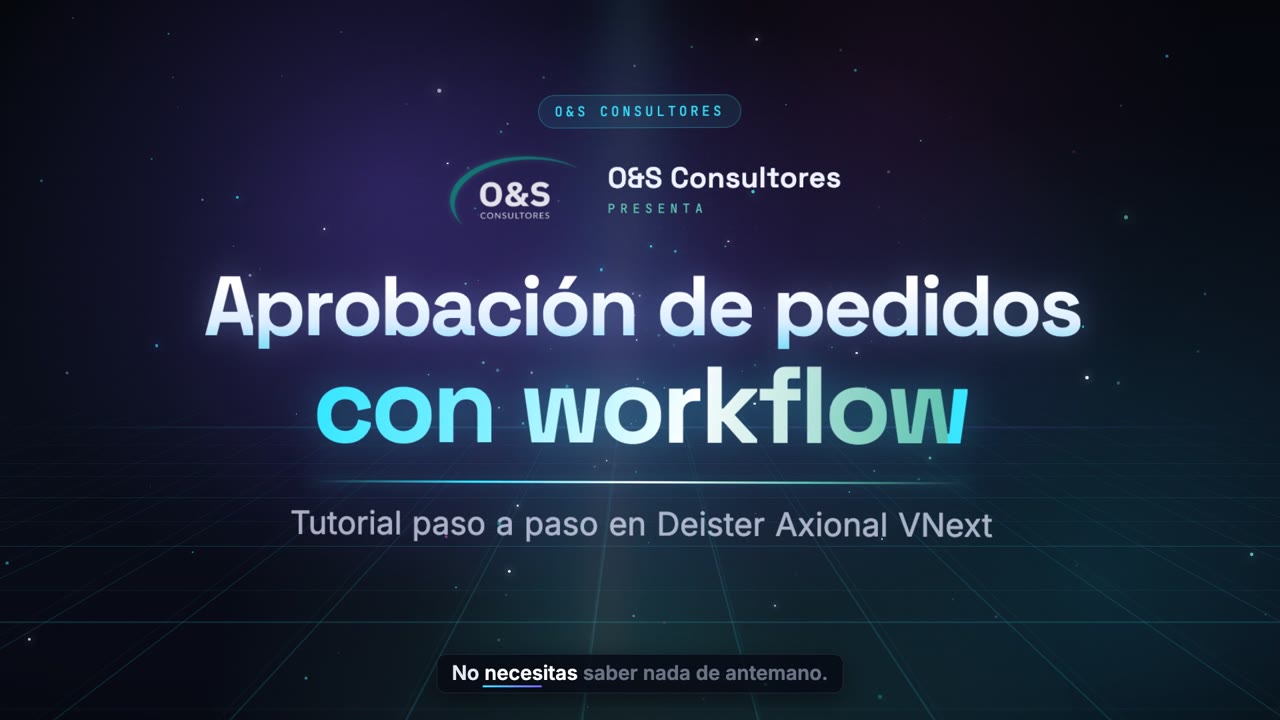 O&S CONSULTORES
O&S
CONSULTORES
O&S Consultores
PRESENTA
Aprobación de pedidos
con workflow
Tutorial paso a paso en Deister Axional VNext
No necesitas saber nada de antemano.